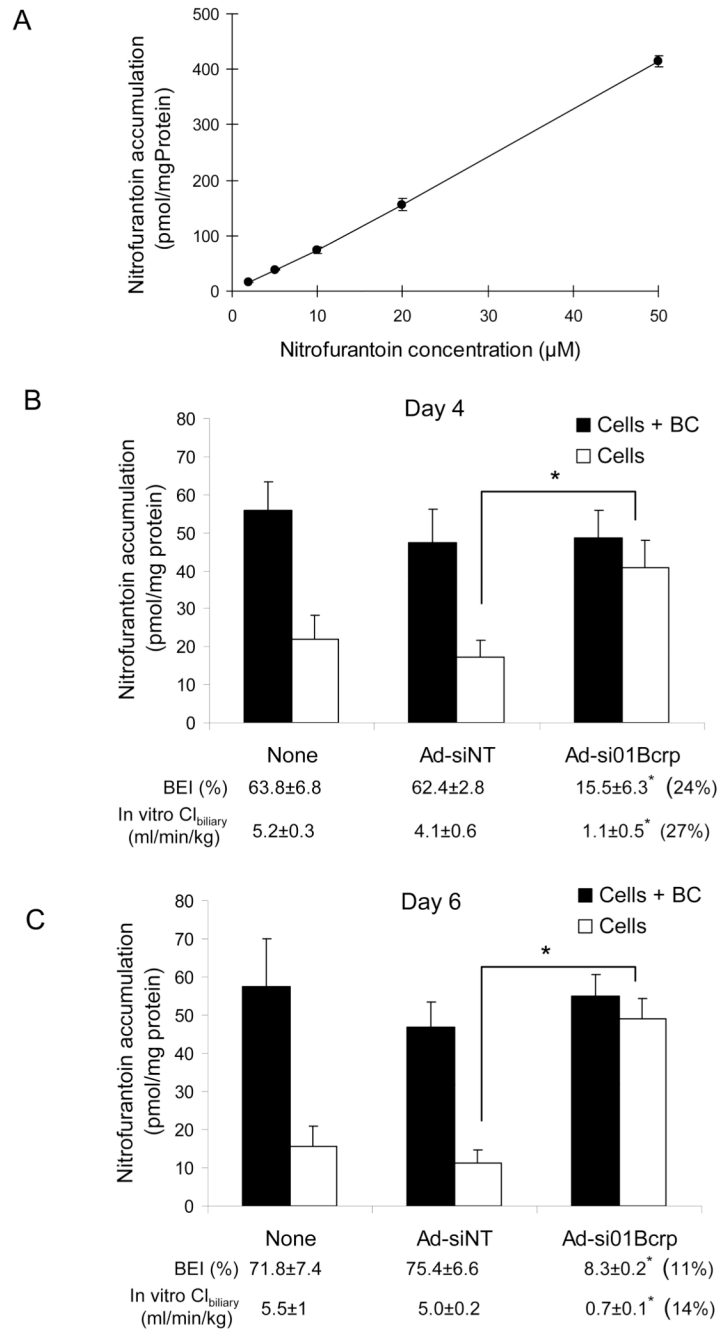 A
Nitrofurantoin accumulation
(pmol/mgProtein)
500
400
300
200
100
0
0 10 20 30 40 50
Nitrofurantoin concentration (µM)
B
Day 4
Cells + BC
Cells
*
Nitrofurantoin accumulation
(pmol/mg protein)
80
70
60
50
40
30
20
10
0
None Ad-siNT Ad-si01Bcrp
BEI (%) 63.8±6.8 62.4±2.8 15.5±6.3* (24%)
In vitro Clbiliary
(ml/min/kg) 5.2±0.3 4.1±0.6 1.1±0.5* (27%)
C
Day 6
Cells + BC
Cells
*
Nitrofurantoin accumulation
(pmol/mg protein)
80
70
60
50
40
30
20
10
0
None Ad-siNT Ad-si01Bcrp
BEI (%) 71.8±7.4 75.4±6.6 8.3±0.2* (11%)
In vitro Clbiliary
(ml/min/kg) 5.5±1 5.0±0.2 0.7±0.1* (14%)